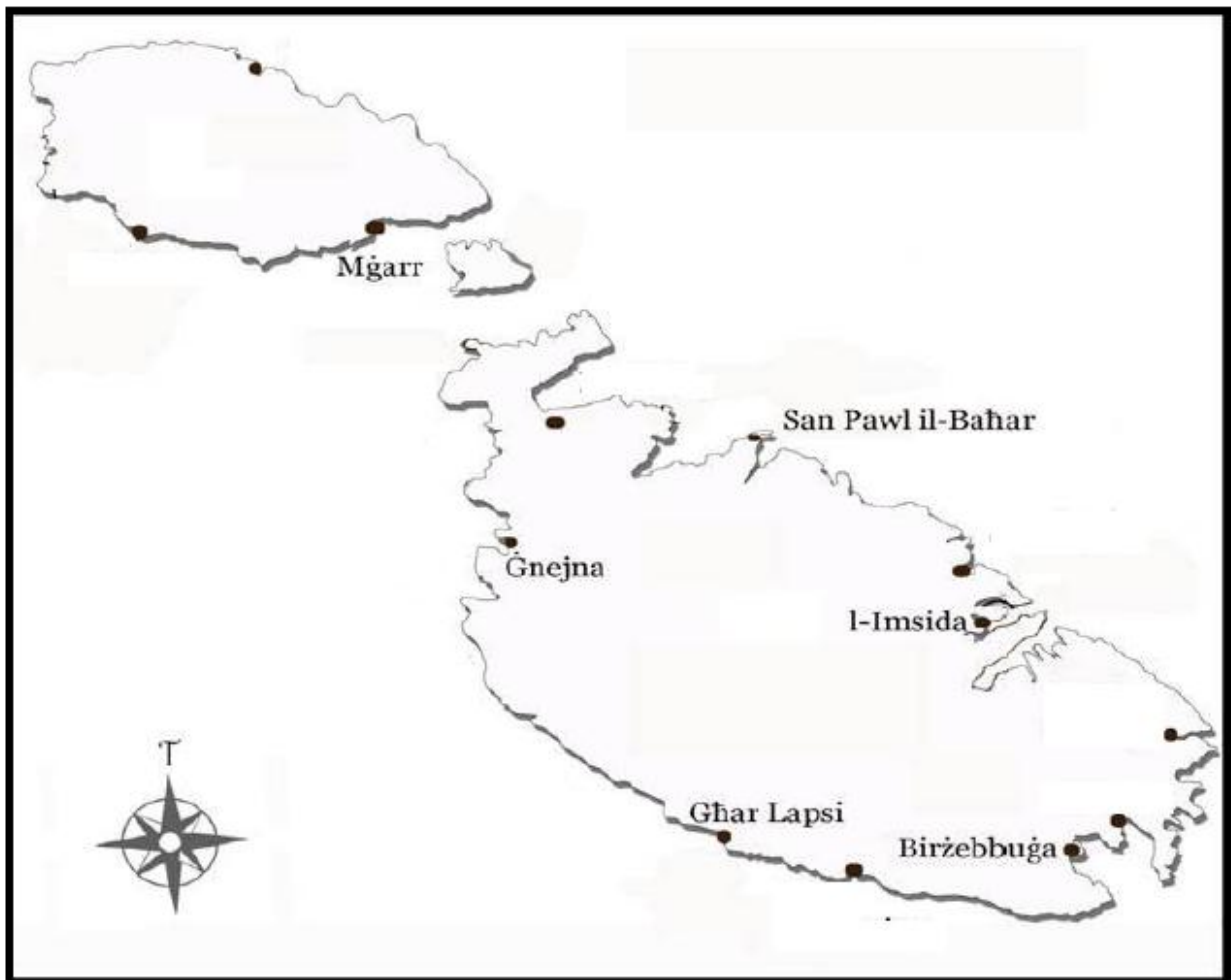 Mġarr
San Pawl il-Baħar
Ġnejna
l-Imsida
T
Għar Lapsi
Birżebbuġa